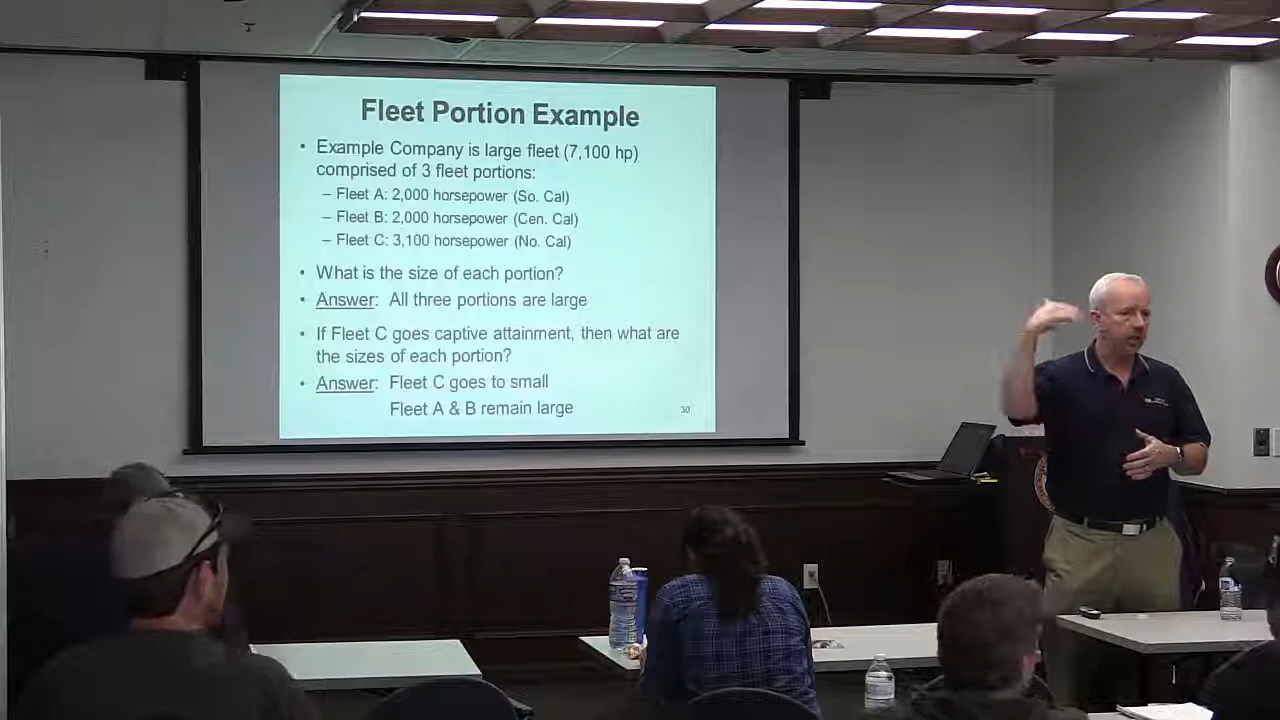 Fleet Portion Example
• Example Company is large fleet (7,100 hp)
comprised of 3 fleet portions:
– Fleet A: 2,000 horsepower (So. Cal)
– Fleet B: 2,000 horsepower (Cen. Cal)
– Fleet C: 3,100 horsepower (No. Cal)
• What is the size of each portion?
• Answer: All three portions are large
• If Fleet C goes captive attainment, then what are
the sizes of each portion?
• Answer: Fleet C goes to small
Fleet A & B remain large
30